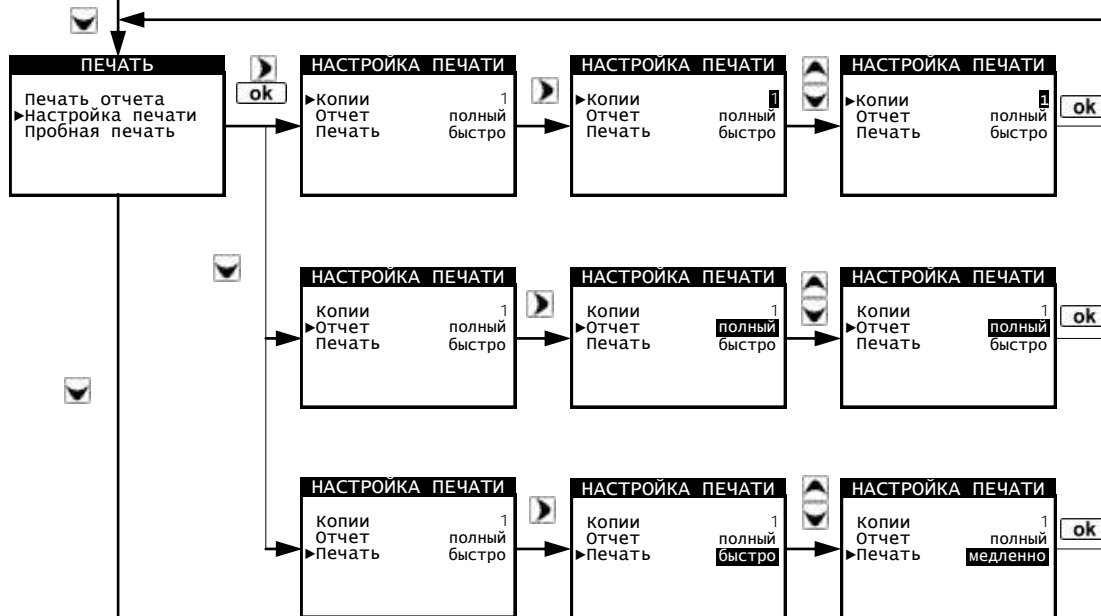 ПЕЧАТЬ
Печать отчета
►Настройка печати
Пробная печать
ok
НАСТРОЙКА ПЕЧАТИ
►Копии 1
Отчет полный
Печать быстро
НАСТРОЙКА ПЕЧАТИ
►Копии 1
Отчет полный
Печать быстро
НАСТРОЙКА ПЕЧАТИ
►Копии 1
Отчет полный
Печать быстро
ok
НАСТРОЙКА ПЕЧАТИ
Копии 1
►Отчет полный
Печать быстро
НАСТРОЙКА ПЕЧАТИ
Копии 1
►Отчет полный
Печать быстро
НАСТРОЙКА ПЕЧАТИ
Копии 1
►Отчет полный
Печать быстро
ok
НАСТРОЙКА ПЕЧАТИ
Копии 1
Отчет полный
►Печать быстро
НАСТРОЙКА ПЕЧАТИ
Копии 1
Отчет полный
►Печать быстро
НАСТРОЙКА ПЕЧАТИ
Копии 1
Отчет полный
►Печать медленно
ok